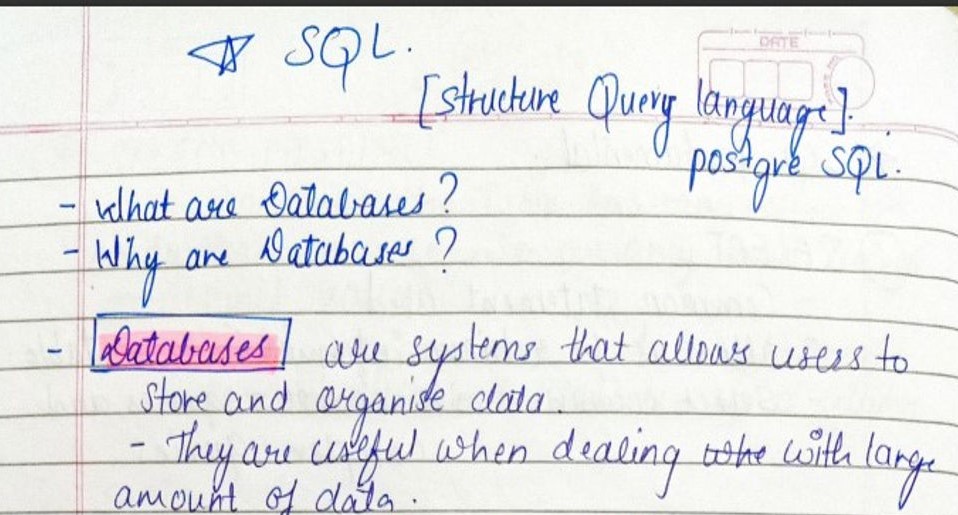 SQL.
DATE
[structure Query language].
postgre SQL.
- What are Databases?
- Why are Databases?
- Databases are systems that allows users to
store and organise data.
- They are useful when dealing whe with large
amount of data.